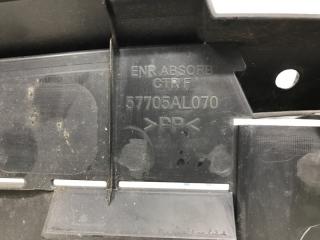 ENR ABSORB
CTR F
57705AL070
>PP<